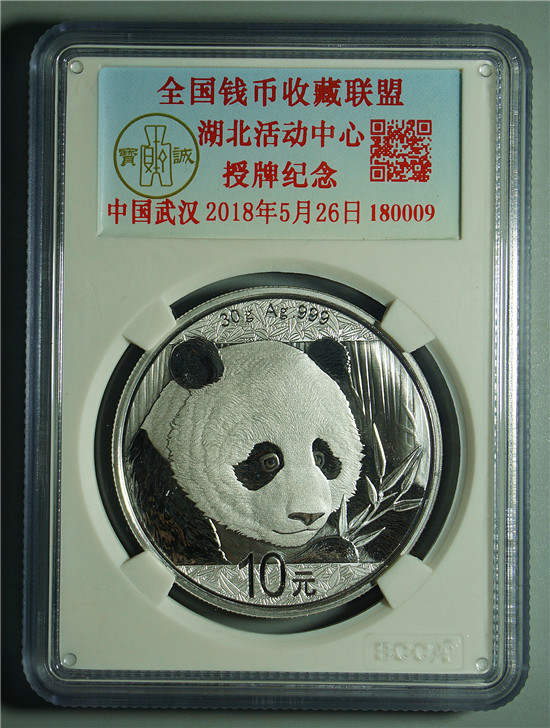 全国钱币收藏联盟
湖北活动中心
授牌纪念
寶 誠
中国武汉 2018年5月26日 180009
30g Ag 999
10元